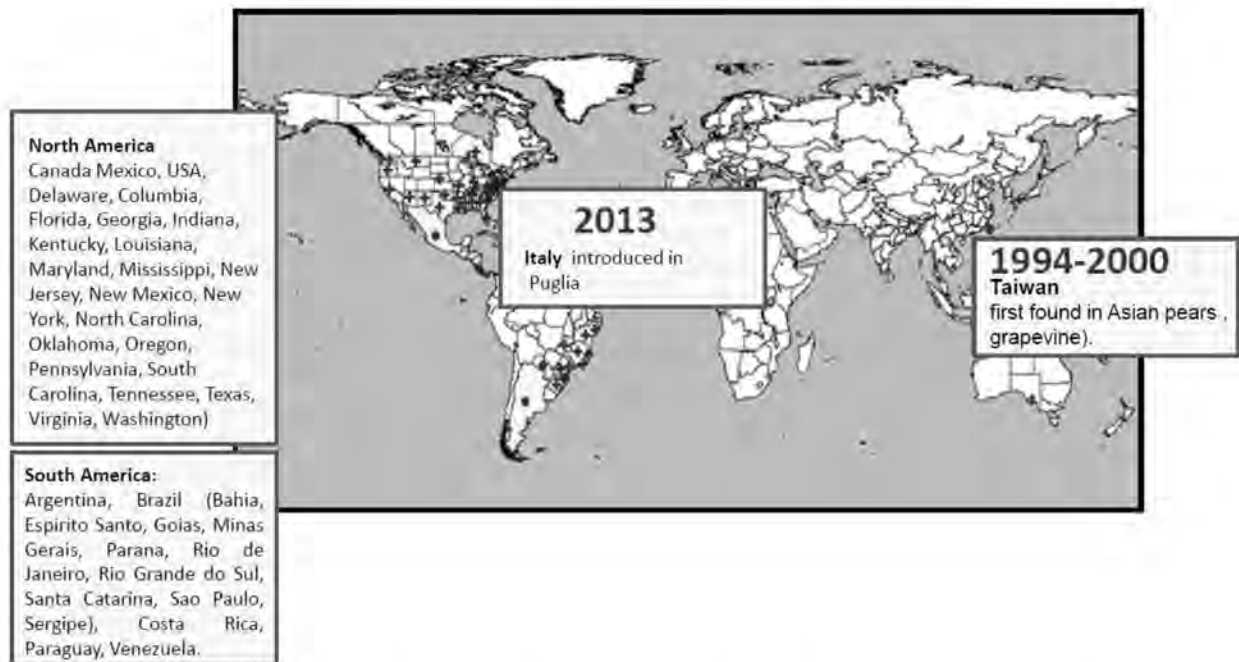 North America
Canada Mexico, USA,
Delaware, Columbia,
Florida, Georgia, Indiana,
Kentucky, Louisiana,
Maryland, Mississippi, New
Jersey, New Mexico, New
York, North Carolina,
Oklahoma, Oregon,
Pennsylvania, South
Carolina, Tennessee, Texas,
Virginia, Washington)
South America:
Argentina, Brazil (Bahia,
Espirito Santo, Goias, Minas
Gerais, Parana, Rio de
Janeiro, Rio Grande do Sul,
Santa Catarina, Sao Paulo,
Sergipe), Costa Rica,
Paraguay, Venezuela.
2013
Italy introduced in
Puglia
1994-2000
Taiwan
first found in Asian pears ,
grapevine).